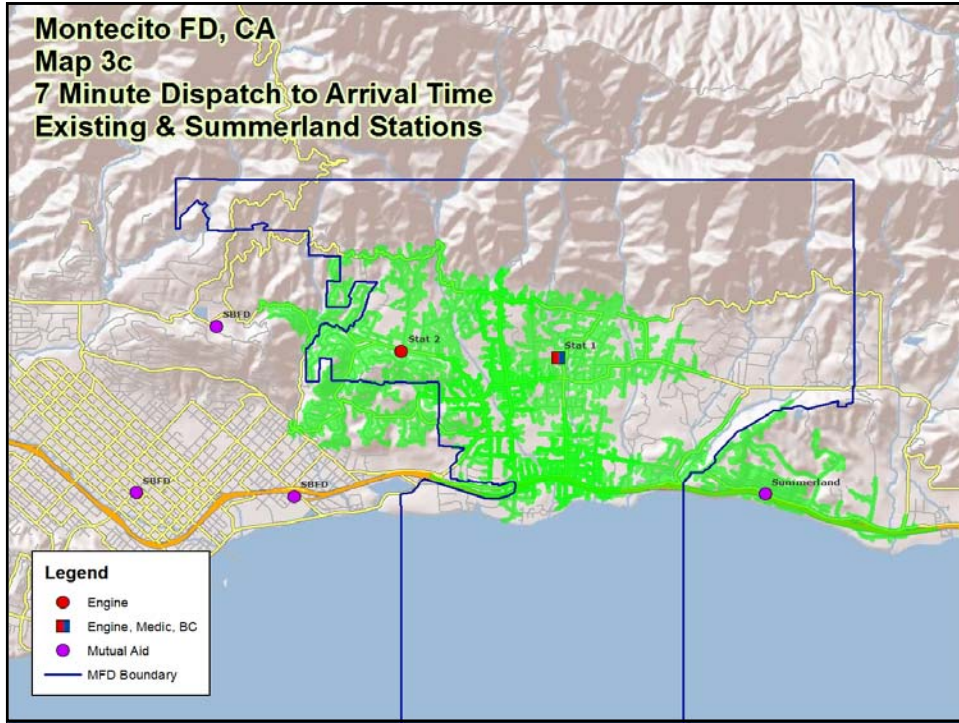 Montecito FD, CA
Map 3c
7 Minute Dispatch to Arrival Time
Existing & Summerland Stations
SBFD
Stat 2
Stat 1
SBFD
SBFD
Summerland
Legend
Engine
Engine, Medic, BC
Mutual Aid
MFD Boundary